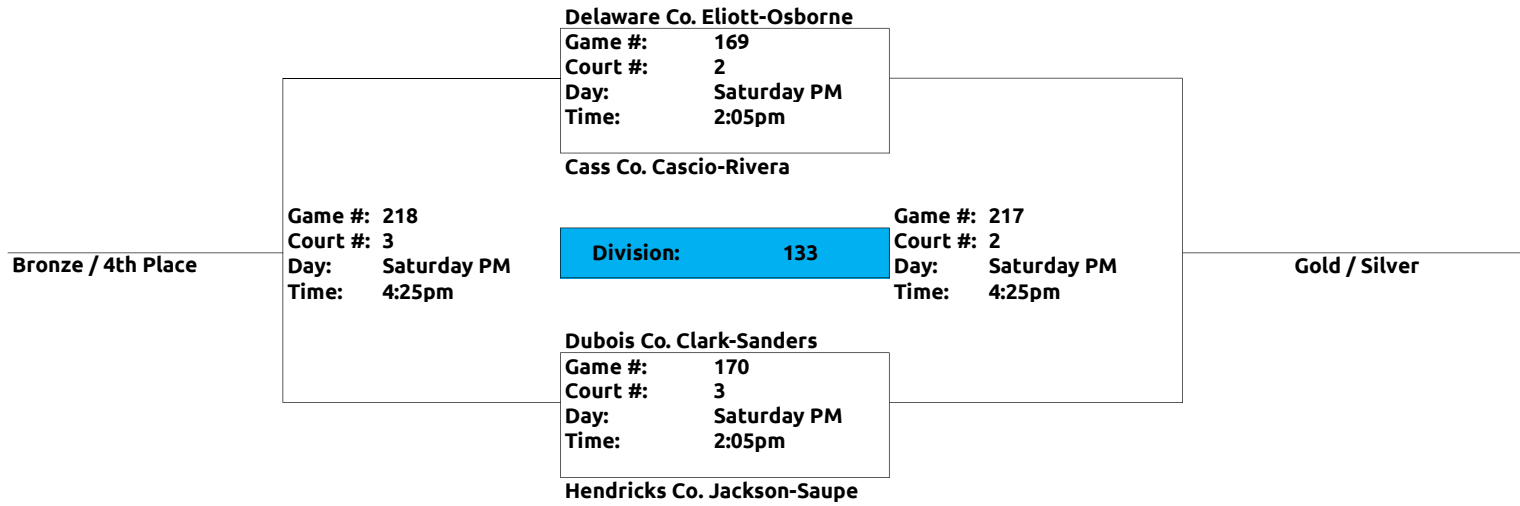 Delaware Co. Eliott-Osborne
Game #: 169
Court #: 2
Day: Saturday PM
Time: 2:05pm
Cass Co. Cascio-Rivera
Game #: 218
Court #: 3
Day: Saturday PM
Time: 4:25pm
Bronze / 4th Place
Division: 133
Game #: 217
Court #: 2
Day: Saturday PM
Time: 4:25pm
Gold / Silver
Dubois Co. Clark-Sanders
Game #: 170
Court #: 3
Day: Saturday PM
Time: 2:05pm
Hendricks Co. Jackson-Saupe